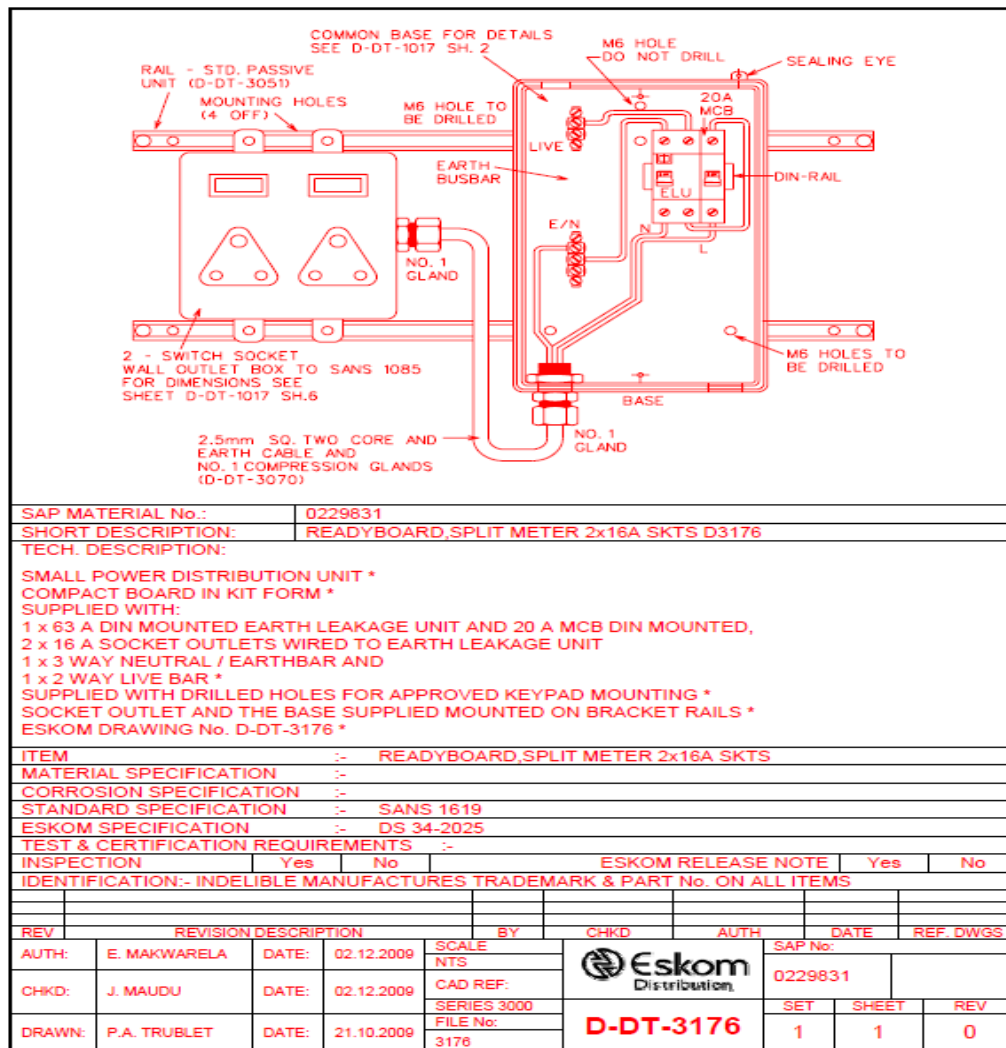 COMMON BASE FOR DETAILS
SEE D-DT-1017 SH. 2
M6 HOLE
DO NOT DRILL
SEALING EYE
RAIL - STD. PASSIVE
UNIT (D-DT-3051)
MOUNTING HOLES
(4 OFF)
M6 HOLE TO
BE DRILLED
20A
MCB
LIVE
EARTH
BUSBAR
DIN-RAIL
ELU
E/N
N
L
NO. 1
GLAND
2 - SWITCH SOCKET
WALL OUTLET BOX TO SANS 1085
FOR DIMENSIONS SEE
SHEET D-DT-1017 SH.6
M6 HOLES TO
BE DRILLED
BASE
2.5mm SQ. TWO CORE AND
EARTH CABLE AND
NO. 1 COMPRESSION GLANDS
(D-DT-3070)
NO. 1
GLAND
SAP MATERIAL No.: 0229831
SHORT DESCRIPTION: READYBOARD,SPLIT METER 2x16A SKTS D3176
TECH. DESCRIPTION:
SMALL POWER DISTRIBUTION UNIT *
COMPACT BOARD IN KIT FORM *
SUPPLIED WITH:
1 x 63 A DIN MOUNTED EARTH LEAKAGE UNIT AND 20 A MCB DIN MOUNTED,
2 x 16 A SOCKET OUTLETS WIRED TO EARTH LEAKAGE UNIT
1 x 3 WAY NEUTRAL / EARTHBAR AND
1 x 2 WAY LIVE BAR *
SUPPLIED WITH DRILLED HOLES FOR APPROVED KEYPAD MOUNTING *
SOCKET OUTLET AND THE BASE SUPPLIED MOUNTED ON BRACKET RAILS *
ESKOM DRAWING No. D-DT-3176 *
ITEM :- READYBOARD,SPLIT METER 2x16A SKTS
MATERIAL SPECIFICATION :-
CORROSION SPECIFICATION :-
STANDARD SPECIFICATION :- SANS 1619
ESKOM SPECIFICATION :- DS 34-2025
TEST & CERTIFICATION REQUIREMENTS :-
INSPECTION Yes No ESKOM RELEASE NOTE Yes No
IDENTIFICATION:- INDELIBLE MANUFACTURES TRADEMARK & PART No. ON ALL ITEMS
REV REVISION DESCRIPTION BY CHKD AUTH DATE REF. DWGS
AUTH: E. MAKWARELA DATE: 02.12.2009
CHKD: J. MAUDU DATE: 02.12.2009
DRAWN: P.A. TRUBLET DATE: 21.10.2009
SCALE
NTS
CAD REF:
SERIES 3000
FILE No:
3176
Eskom
Distribution
D-DT-3176
SAP No:
0229831
SET SHEET REV
1 1 0